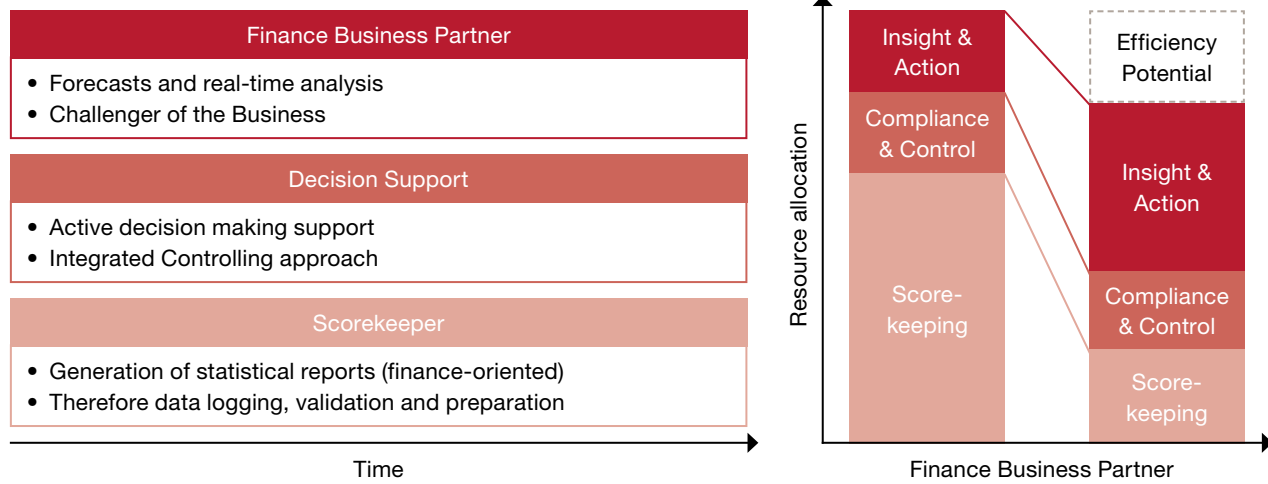 Finance Business Partner
• Forecasts and real-time analysis
• Challenger of the Business
Decision Support
• Active decision making support
• Integrated Controlling approach
Scorekeeper
• Generation of statistical reports (finance-oriented)
• Therefore data logging, validation and preparation
Time
Resource allocation
Insight &
Action
Compliance
& Control
Score-
keeping
Efficiency
Potential
Insight &
Action
Compliance
& Control
Score-
keeping
Finance Business Partner